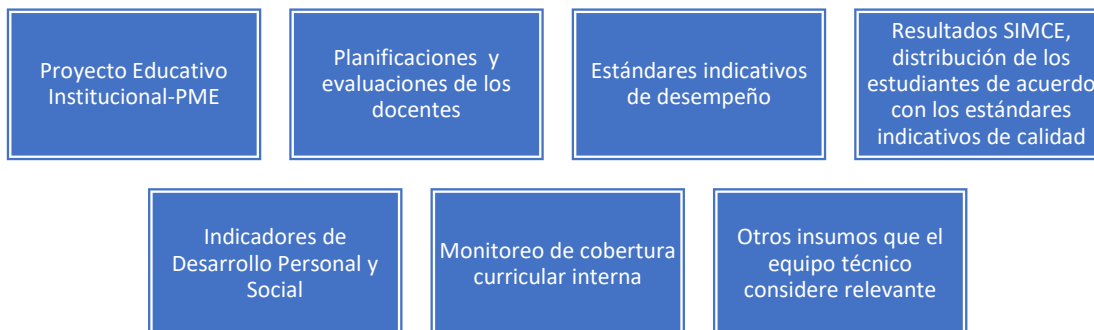 Proyecto Educativo
Institucional-PME
Planificaciones y
evaluaciones de los
docentes
Estándares indicativos
de desempeño
Resultados SIMCE,
distribución de los
estudiantes de acuerdo
con los estándares
indicativos de calidad
Indicadores de
Desarrollo Personal y
Social
Monitoreo de cobertura
curricular interna
Otros insumos que el
equipo técnico
considere relevante